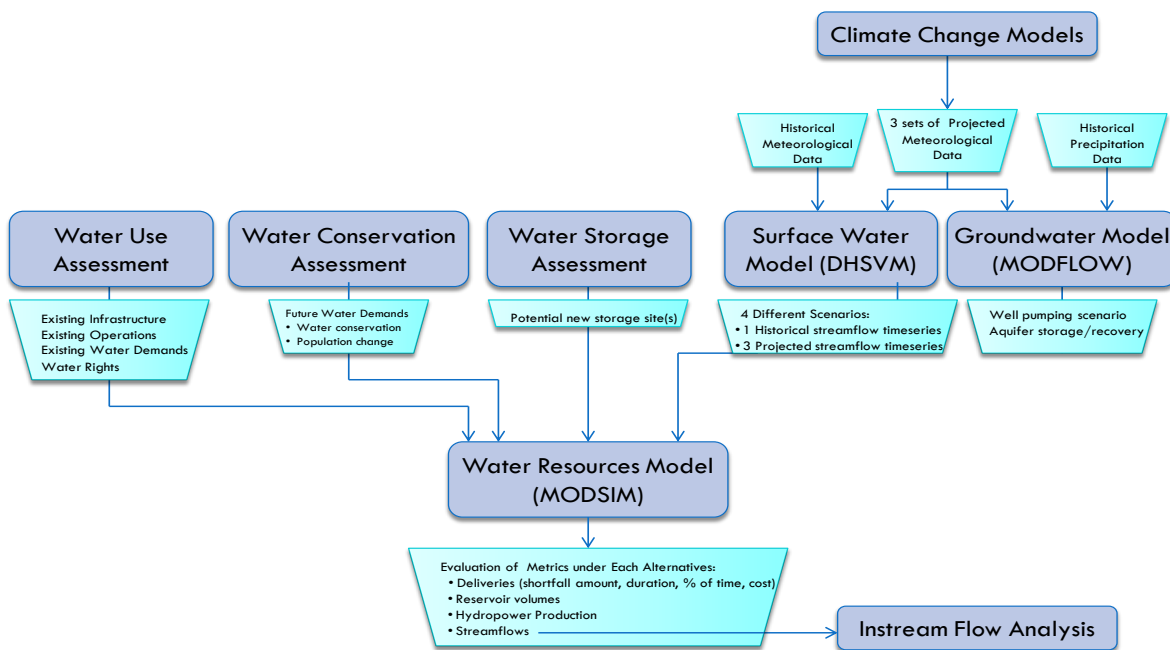 Climate Change Models
Historical
Meteorological
Data
3 sets of Projected
Meteorological
Data
Historical
Precipitation
Data
Water Use
Assessment
Water Conservation
Assessment
Water Storage
Assessment
Surface Water
Model (DHSVM)
Groundwater Model
(MODFLOW)
Existing Infrastructure
Existing Operations
Existing Water Demands
Water Rights
Future Water Demands
• Water conservation
• Population change
Potential new storage site(s)
4 Different Scenarios:
• 1 Historical streamflow timeseries
• 3 Projected streamflow timeseries
Well pumping scenario
Aquifer storage/recovery
Water Resources Model
(MODSIM)
Evaluation of Metrics under Each Alternatives:
• Deliveries (shortfall amount, duration, % of time, cost)
• Reservoir volumes
• Hydropower Production
• Streamflows
Instream Flow Analysis